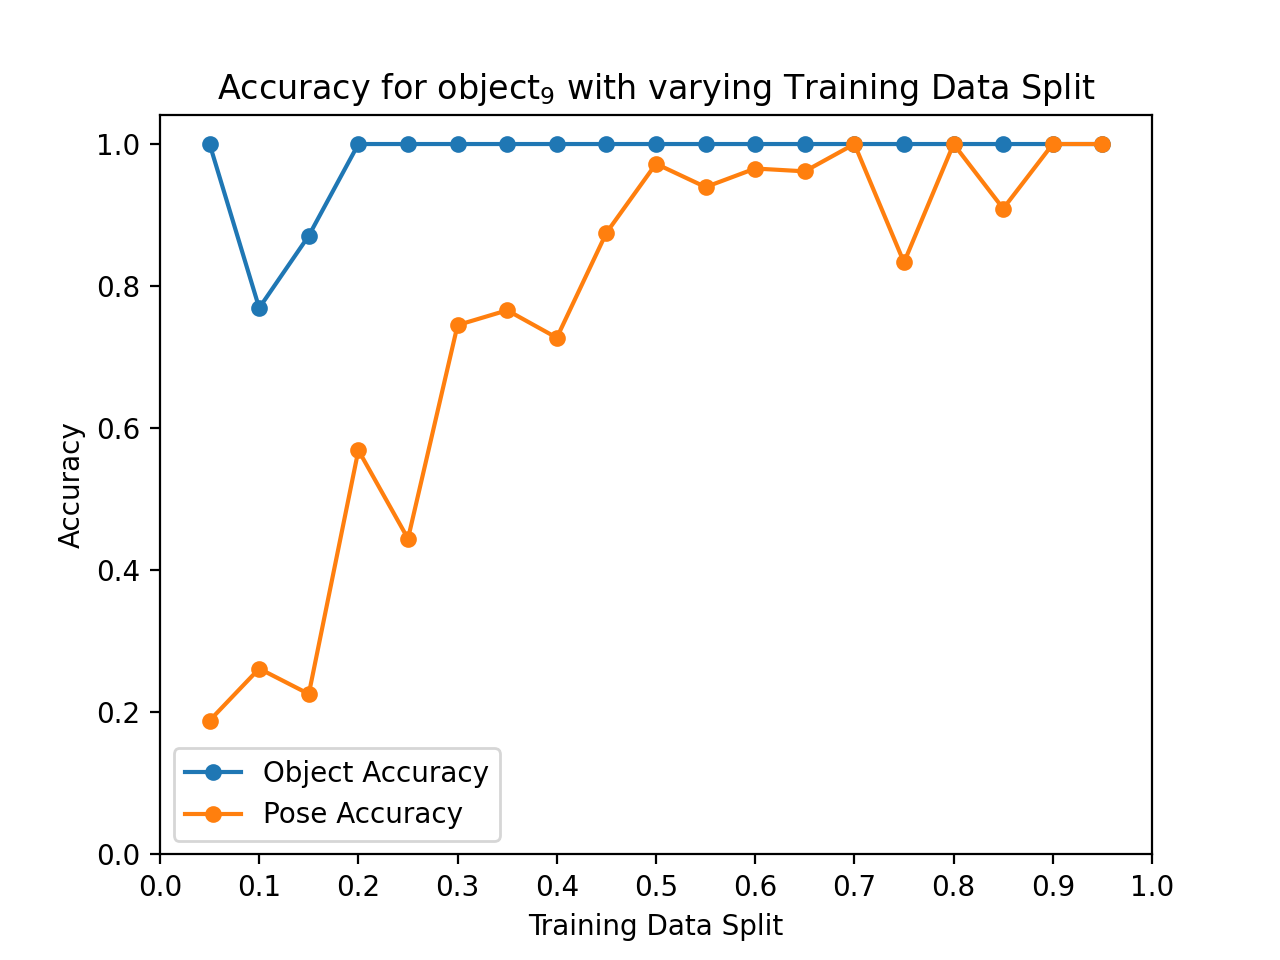 Accuracy for object₉ with varying Training Data Split
1.0
0.8
0.6
0.4
0.2
0.0
Accuracy
Object Accuracy
Pose Accuracy
0.0 0.1 0.2 0.3 0.4 0.5 0.6 0.7 0.8 0.9 1.0
Training Data Split